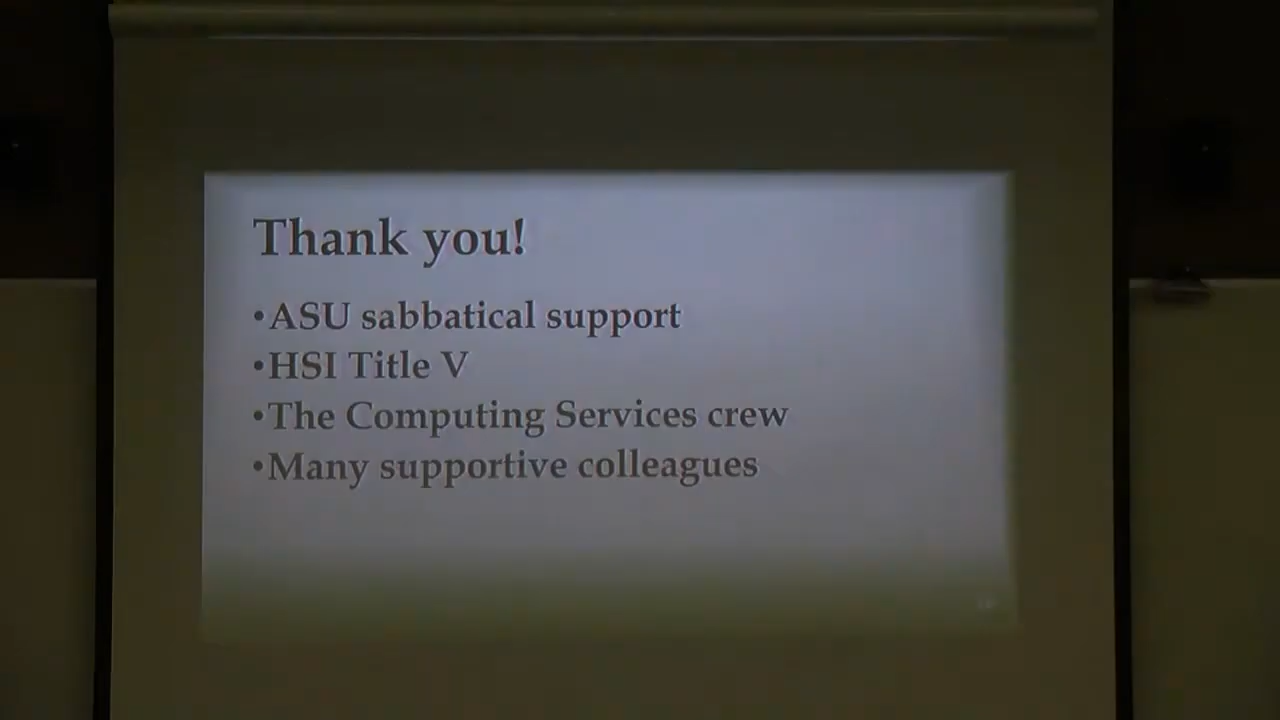 Thank you!
•ASU sabbatical support
•HSI Title V
•The Computing Services crew
•Many supportive colleagues